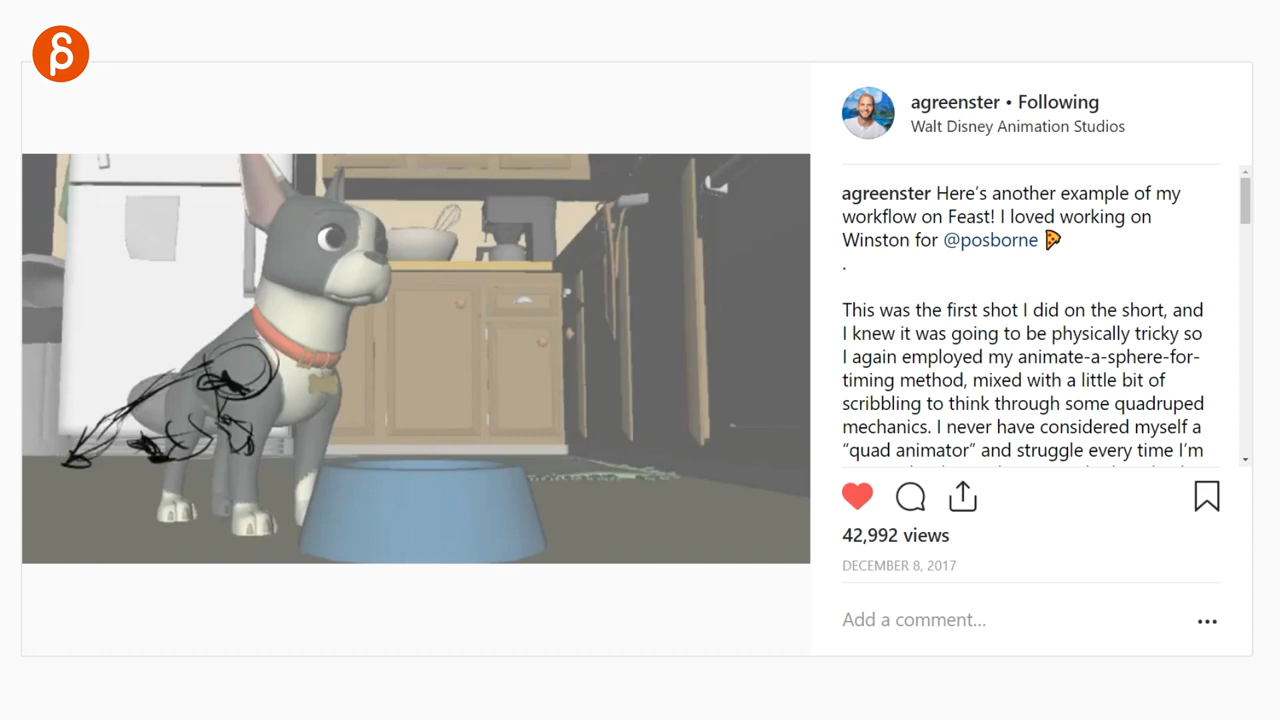 agreenster • Following
Walt Disney Animation Studios
agreenster Here's another example of my
workflow on Feast! I loved working on
Winston for @posborne 🍕
.
This was the first shot I did on the short, and
I knew it was going to be physically tricky so
I again employed my animate-a-sphere-for-
timing method, mixed with a little bit of
scribbling to think through some quadruped
mechanics. I never have considered myself a
“quad animator” and struggle every time I'm
42,992 views
DECEMBER 8, 2017
Add a comment...